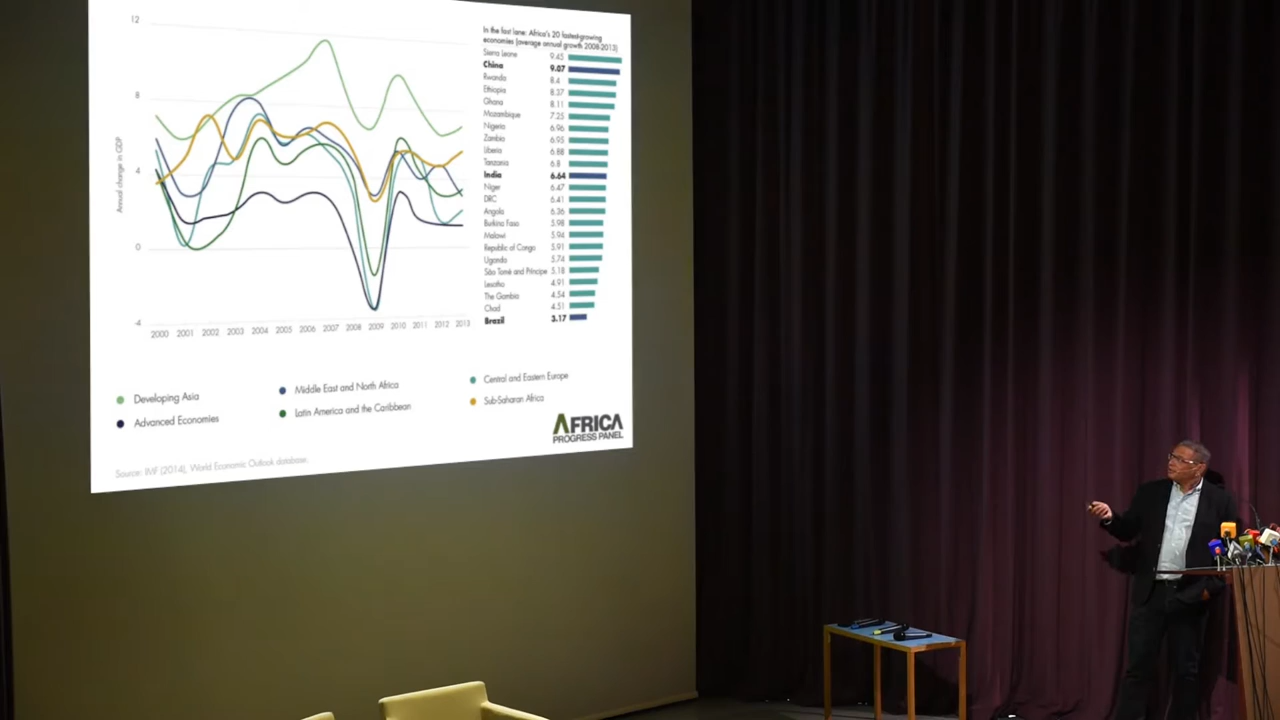 12
8
4
0
-4
Annual change in GDP
2000 2001 2002 2003 2004 2005 2006 2007 2008 2009 2010 2011 2012 2013
In the fast lane: Africa's 20 fastest-growing
economies (average annual growth 2008-2013)
Sierra Leone 9.45
China 9.07
Rwanda 8.4
Ethiopia 8.37
Ghana 8.11
Mozambique 7.25
Nigeria 6.96
Zambia 6.95
Liberia 6.88
Tanzania 6.8
India 6.64
Niger 6.47
DRC 6.41
Angola 6.36
Burkina Faso 5.98
Malawi 5.94
Republic of Congo 5.91
Uganda 5.74
São Tomé and Príncipe 5.18
Lesotho 4.91
The Gambia 4.54
Chad 4.51
Brazil 3.17
Developing Asia
Middle East and North Africa
Central and Eastern Europe
Advanced Economies
Latin America and the Caribbean
Sub-Saharan Africa
AFRICA
PROGRESS PANEL
Source: IMF (2014), World Economic Outlook database.